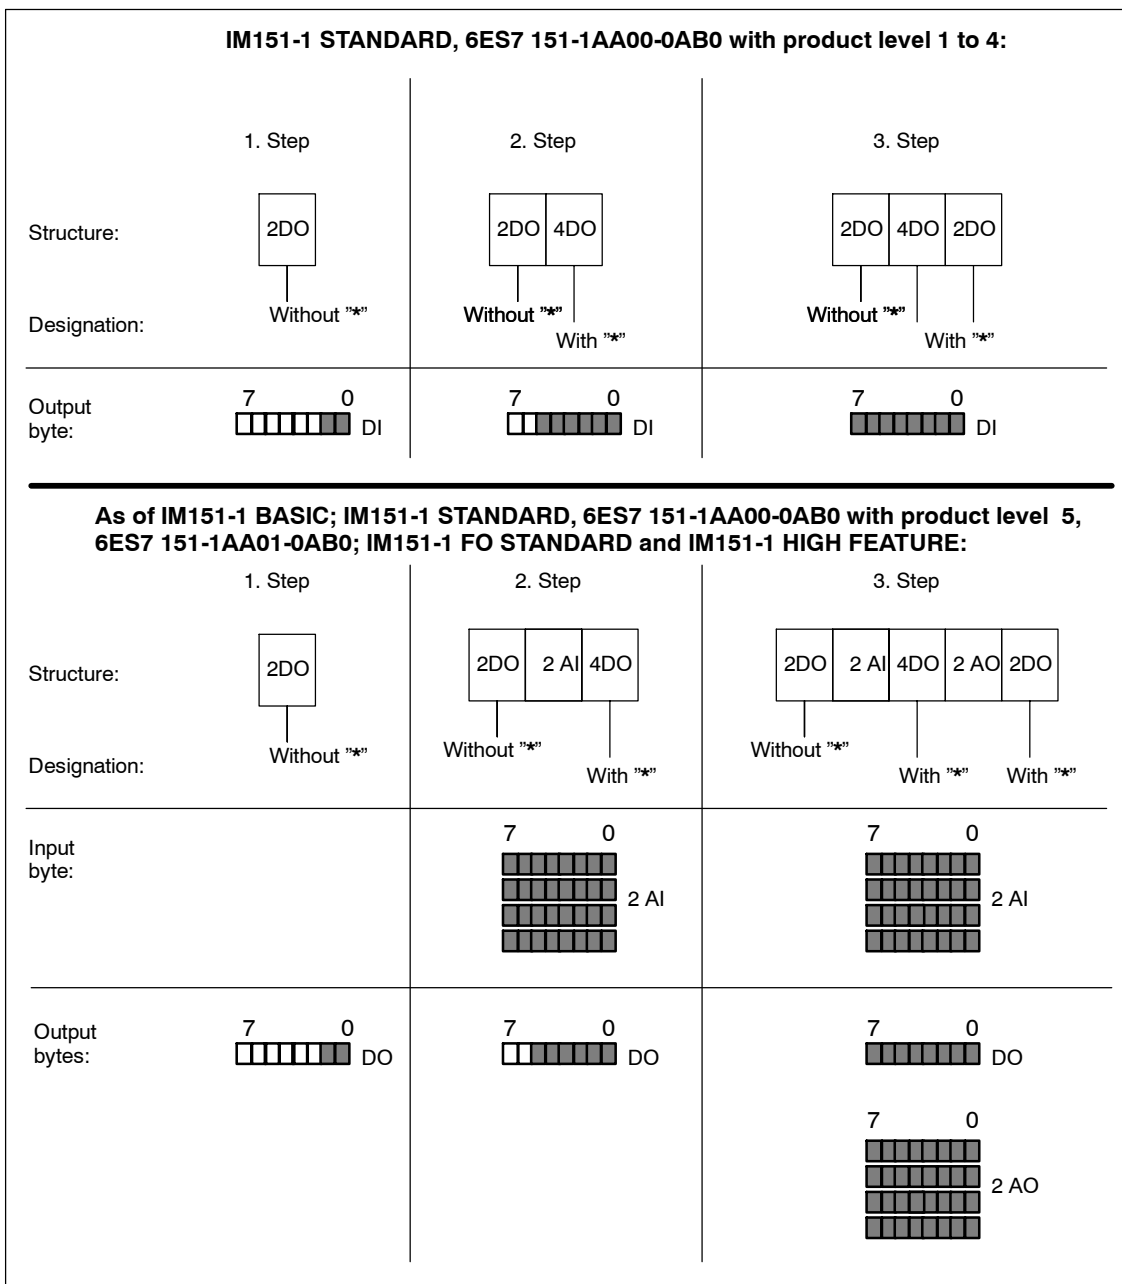 IM151-1 STANDARD, 6ES7 151-1AA00-0AB0 with product level 1 to 4:
1. Step 2. Step 3. Step
Structure: 2DO 2DO 4DO 2DO 4DO 2DO
Designation: Without ”*” Without ”*” Without ”*”
With ”*” With ”*”
Output 7 0 7 0 7 0
byte: DI DI DI
As of IM151-1 BASIC; IM151-1 STANDARD, 6ES7 151-1AA00-0AB0 with product level 5,
6ES7 151-1AA01-0AB0; IM151-1 FO STANDARD and IM151-1 HIGH FEATURE:
1. Step 2. Step 3. Step
Structure: 2DO 2DO 2 AI 4DO 2DO 2 AI 4DO 2 AO 2DO
Designation: Without ”*” Without ”*” Without ”*”
With ”*” With ”*” With ”*”
Input 7 0 7 0
byte: 2 AI 2 AI
Output 7 0 7 0 7 0
bytes: DO DO DO
7 0
2 AO